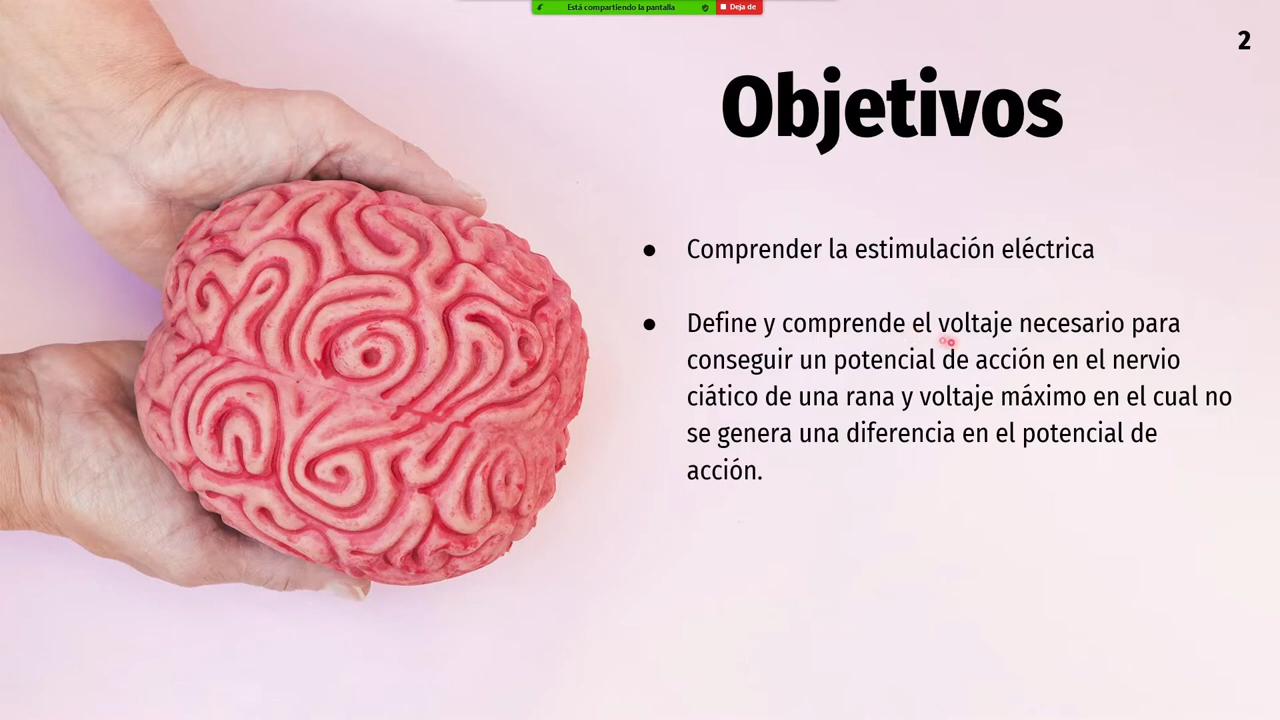 Está compartiendo la pantalla
Deja de
2
Objetivos
● Comprender la estimulación eléctrica
● Define y comprende el voltaje necesario para
conseguir un potencial de acción en el nervio
ciático de una rana y voltaje máximo en el cual no
se genera una diferencia en el potencial de
acción.